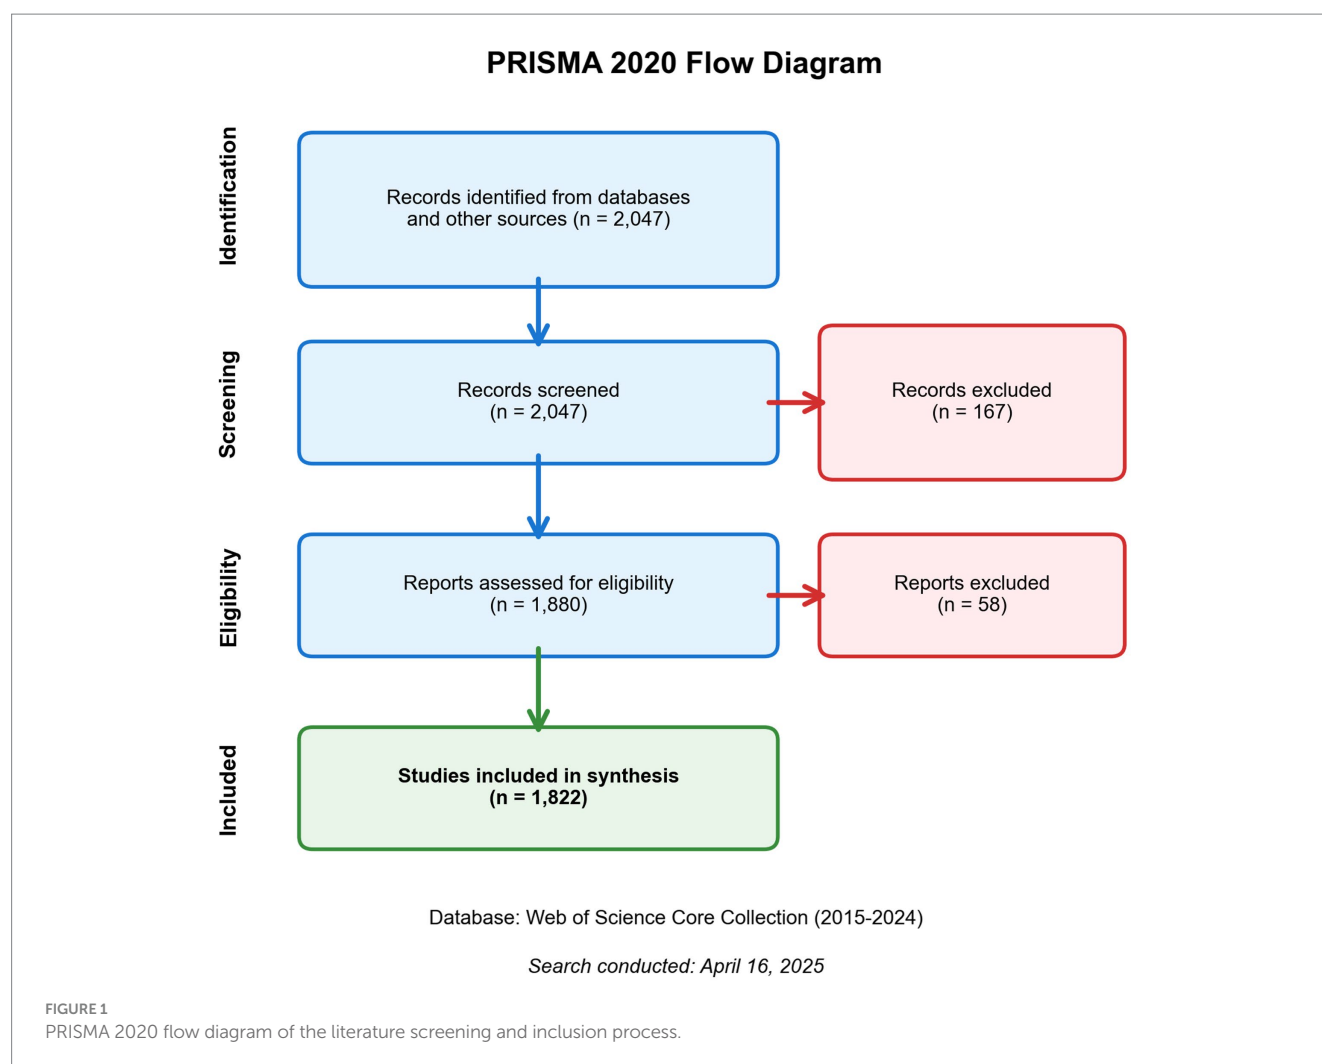 PRISMA 2020 Flow Diagram
Identification
Records identified from databases
and other sources (n = 2,047)
Screening
Records screened
(n = 2,047)
Records excluded
(n = 167)
Eligibility
Reports assessed for eligibility
(n = 1,880)
Reports excluded
(n = 58)
Included
Studies included in synthesis
(n = 1,822)
Database: Web of Science Core Collection (2015-2024)
Search conducted: April 16, 2025
FIGURE 1
PRISMA 2020 flow diagram of the literature screening and inclusion process.